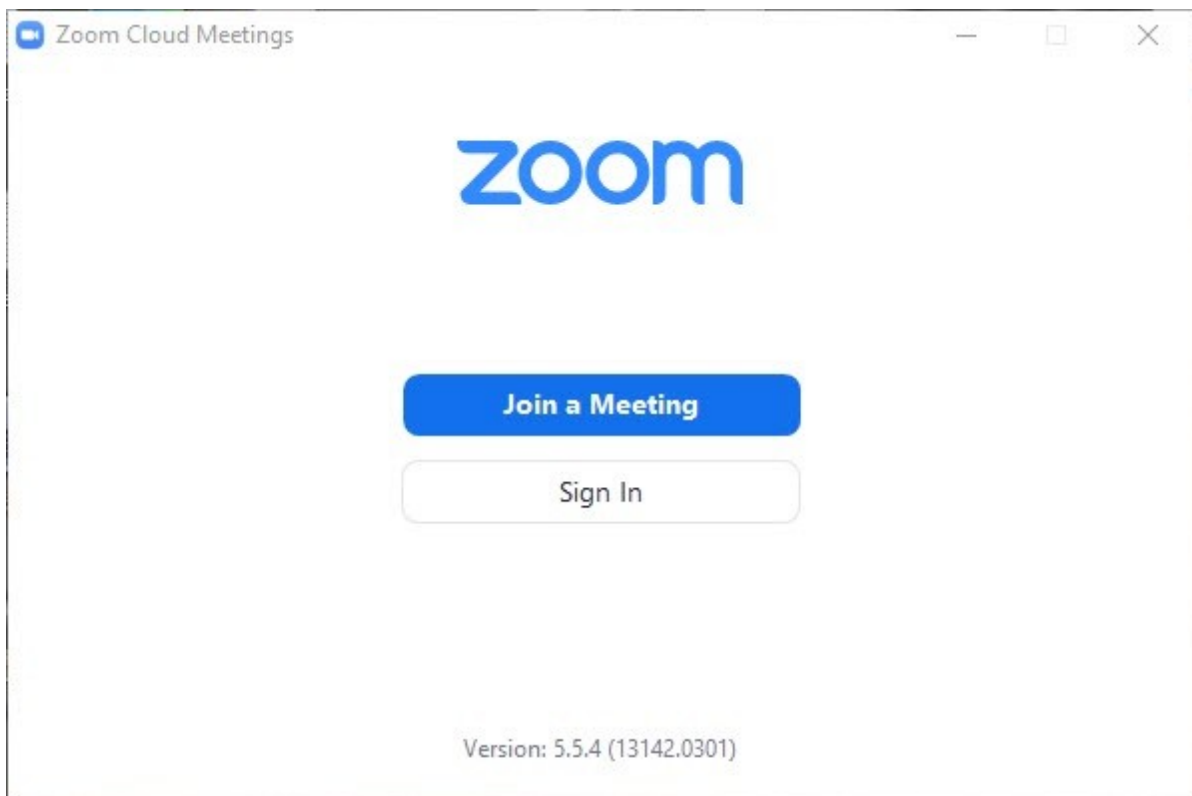 Zoom Cloud Meetings
zoom
Join a Meeting
Sign In
Version: 5.5.4 (13142.0301)